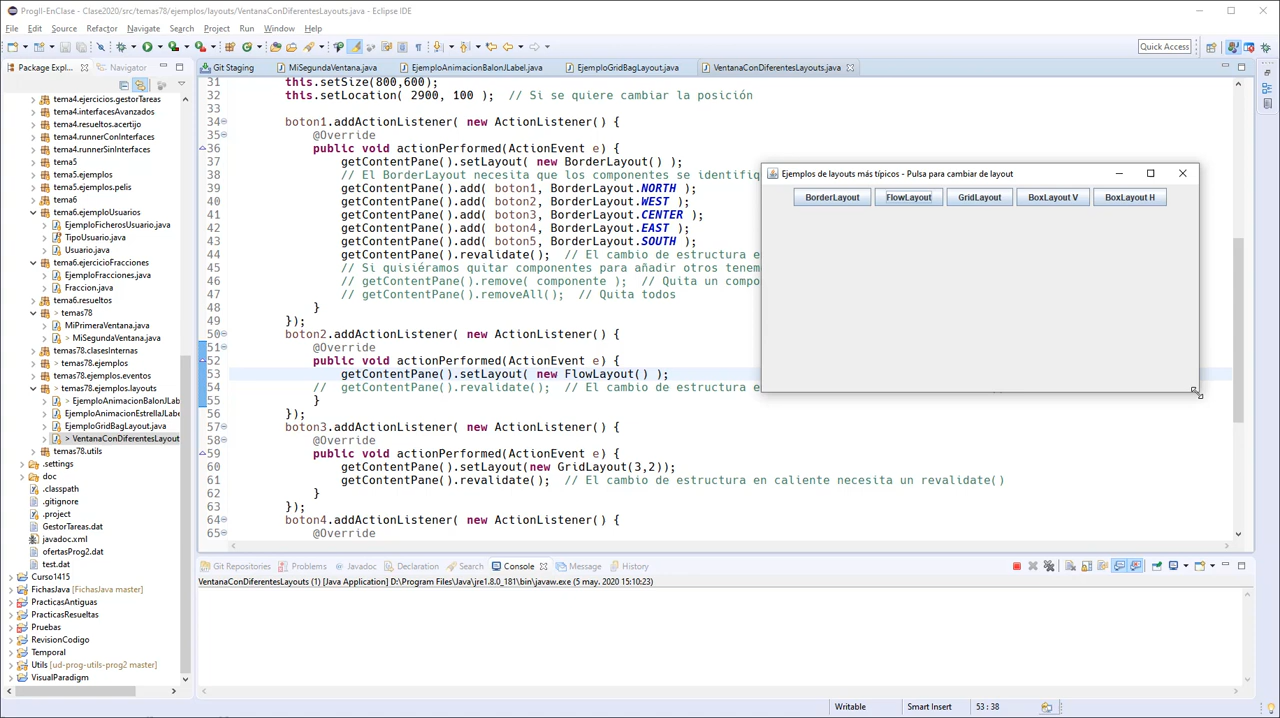 ProgII-EnClase - Clase2020/src/temas78/ejemplos/layouts/VentanaConDiferentesLayouts.java - Eclipse IDE
File Edit Source Refactor Navigate Search Project Run Window Help
Quick Access
Package Expl...
Navigator
tema4.ejercicios.gestorTareas
tema4.interfacesAvanzados
tema4.resueltos.acertijo
tema4.runnerConInterfaces
tema4.runnerSinInterfaces
tema5
tema5.ejemplos
tema5.ejemplos.pelis
tema6
tema6.ejemploUsuarios
EjemploFicherosUsuario.java
TipoUsuario.java
Usuario.java
tema6.ejercicioFracciones
EjemploFracciones.java
Fraccion.java
tema6.resueltos
> temas78
MiPrimeraVentana.java
> MiSegundaVentana.java
temas78.clasesInternas
> temas78.ejemplos
temas78.ejemplos.eventos
> temas78.ejemplos.layouts
> EjemploAnimacionBalonJLab
EjemploAnimacionEstrellaJLabe
EjemploGridBagLayout.java
> VentanaConDiferentesLayout
temas78.utils
.settings
doc
.classpath
.gitignore
.project
GestorTareas.dat
javadoc.xml
ofertasProg2.dat
test.dat
Curso1415
FichasJava [FichasJava master]
PracticasAntiguas
PracticasResueltas
Pruebas
RevisionCodigo
Temporal
Utils [ud-prog-utils-prog2 master]
VisualParadigm
Git Staging MiSegundaVentana.java EjemploAnimacionBalonJLabel.java EjemploGridBagLayout.java VentanaConDiferentesLayouts.java
31 this.setSize(800,600);
32 this.setLocation( 2900, 100 ); // Si se quiere cambiar la posición
33
34 boton1.addActionListener( new ActionListener() {
35 @Override
36 public void actionPerformed(ActionEvent e) {
37 getContentPane().setLayout( new BorderLayout() );
38 // El BorderLayout necesita que los componentes se identifiq
39 getContentPane().add( boton1, BorderLayout.NORTH );
40 getContentPane().add( boton2, BorderLayout.WEST );
41 getContentPane().add( boton3, BorderLayout.CENTER );
42 getContentPane().add( boton4, BorderLayout.EAST );
43 getContentPane().add( boton5, BorderLayout.SOUTH );
44 getContentPane().revalidate(); // El cambio de estructura e
45 // Si quisiéramos quitar componentes para añadir otros tenem
46 // getContentPane().remove( componente ); // Quita un compo
47 // getContentPane().removeAll(); // Quita todos
48 }
49 });
50 boton2.addActionListener( new ActionListener() {
51 @Override
52 public void actionPerformed(ActionEvent e) {
53 getContentPane().setLayout( new FlowLayout() );
54 // getContentPane().revalidate(); // El cambio de estructura e
55 }
56 });
57 boton3.addActionListener( new ActionListener() {
58 @Override
59 public void actionPerformed(ActionEvent e) {
60 getContentPane().setLayout(new GridLayout(3,2));
61 getContentPane().revalidate(); // El cambio de estructura en caliente necesita un revalidate()
62 }
63 });
64 boton4.addActionListener( new ActionListener() {
65 @Override
Ejemplos de layouts más típicos - Pulsa para cambiar de layout
BorderLayout FlowLayout GridLayout BoxLayout V BoxLayout H
Git Repositories Problems Javadoc Declaration Search Console Message History
VentanaConDiferentesLayouts (1) [Java Application] D:\Program Files\Java\jre1.8.0_181\bin\javaw.exe (5 may. 2020 15:10:23)
Writable Smart Insert 53 : 38